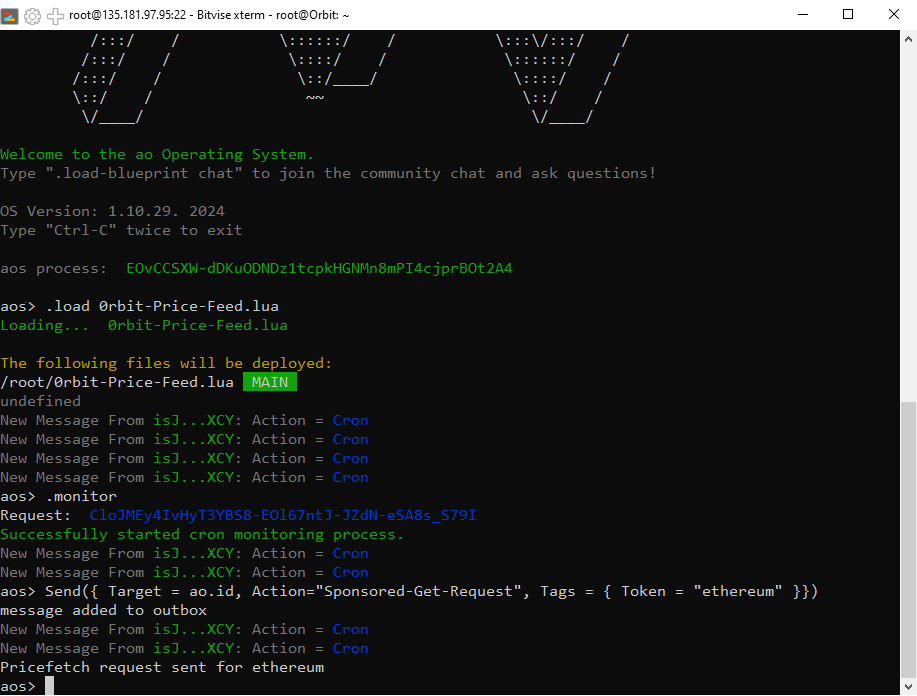 root@135.181.97.95:22 - Bitvise xterm - root@Orbit: ~
/:::/    /           \::::::/    /           \:::\/:::/    /
/:::/    /             \::::/    /             \::::::/    /
/:::/    /               \::/____/               \::::/    /
\::/    /                 ~~                      \::/    /
\/____/                                           \/____/
Welcome to the ao Operating System.
Type ".load-blueprint chat" to join the community chat and ask questions!
OS Version: 1.10.29. 2024
Type "Ctrl-C" twice to exit
aos process:  EOvCCSXW-dDKuODNDz1tcpkHGNMn8mPI4cjprBOt2A4
aos> .load 0rbit-Price-Feed.lua
Loading...  0rbit-Price-Feed.lua
The following files will be deployed:
/root/0rbit-Price-Feed.lua  MAIN
undefined
New Message From isJ...XCY: Action = Cron
New Message From isJ...XCY: Action = Cron
New Message From isJ...XCY: Action = Cron
New Message From isJ...XCY: Action = Cron
aos> .monitor
Request:  CloJMEy4IvHyT3YBS8-EOl67ntJ-JZdN-eSA8s_S79I
Successfully started cron monitoring process.
New Message From isJ...XCY: Action = Cron
New Message From isJ...XCY: Action = Cron
aos> Send({ Target = ao.id, Action="Sponsored-Get-Request", Tags = { Token = "ethereum" }})
message added to outbox
New Message From isJ...XCY: Action = Cron
New Message From isJ...XCY: Action = Cron
Pricefetch request sent for ethereum
aos>